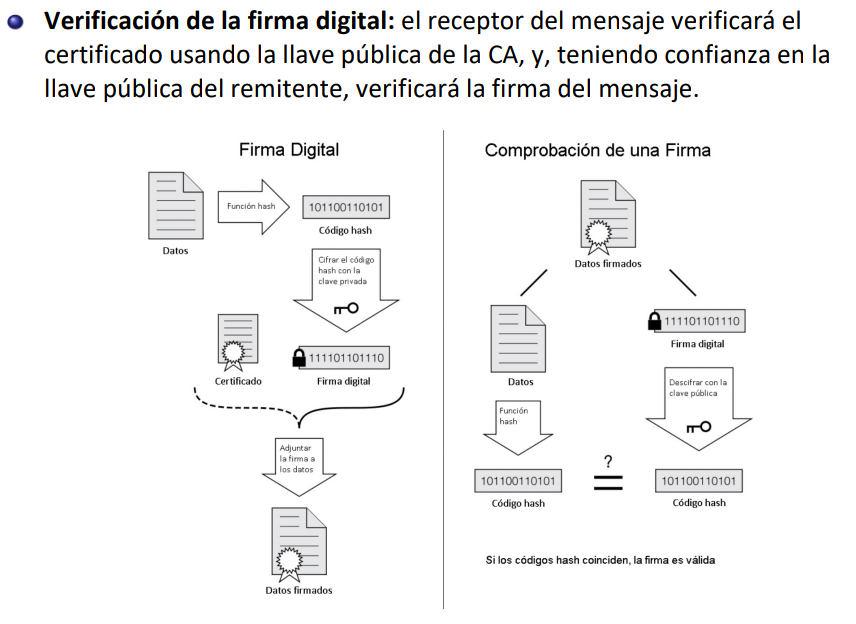 Verificación de la firma digital: el receptor del mensaje verificará el
certificado usando la llave pública de la CA, y, teniendo confianza en la
llave pública del remitente, verificará la firma del mensaje.
Firma Digital
Función hash
101100110101
Código hash
Datos
Cifrar el código
hash con la
clave privada
111101101110
Certificado
Firma digital
Adjuntar
la firma a
los datos
Datos firmados
Comprobación de una Firma
Datos firmados
111101101110
Firma digital
Datos
Descifrar con la
clave pública
Función
hash
?
101100110101
101100110101
Código hash
Código hash
Si los códigos hash coinciden, la firma es válida